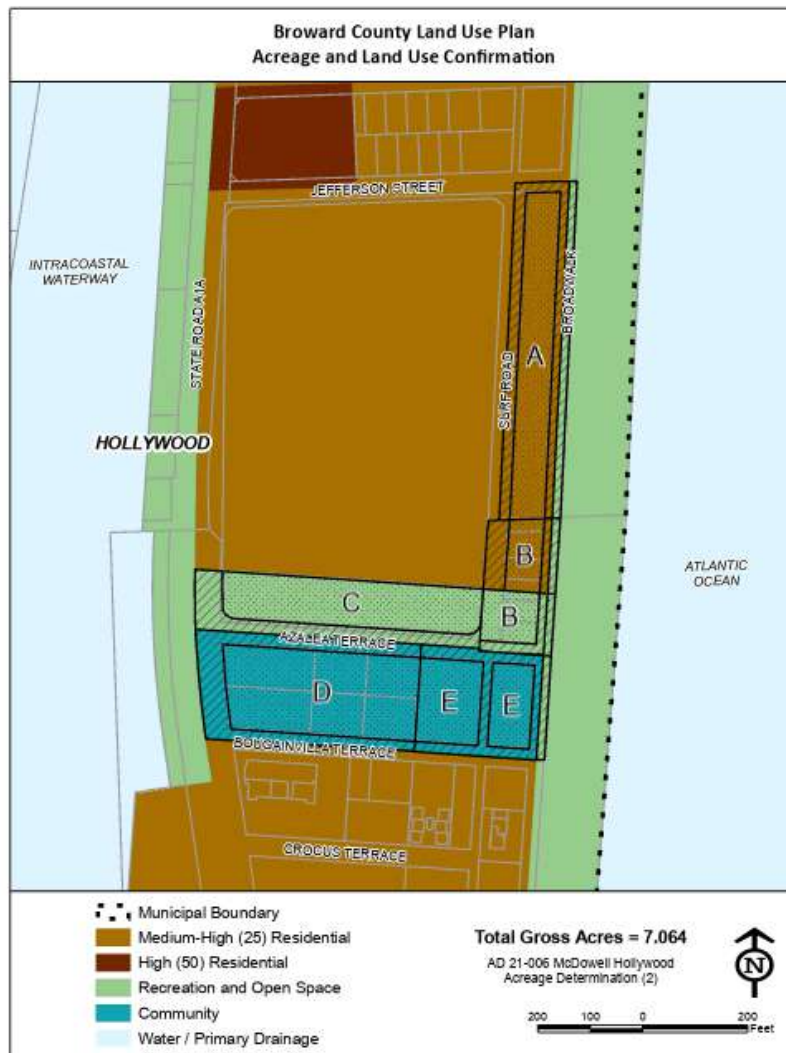 Broward County Land Use Plan
Acreage and Land Use Confirmation
JEFFERSON STREET
INTRACOASTAL
WATERWAY
STATE ROAD A1A
BROADWALK
A
SURF ROAD
HOLLYWOOD
B
ATLANTIC
OCEAN
C
B
AZALEA TERRACE
D
E
E
BOUGAINVILLA TERRACE
CROCUS TERRACE
Municipal Boundary
Medium-High (25) Residential
High (50) Residential
Recreation and Open Space
Community
Water / Primary Drainage
Total Gross Acres = 7.064
AD 21-006 McDowell Hollywood
Acreage Determination (2)
N
200 100 0 200
Feet